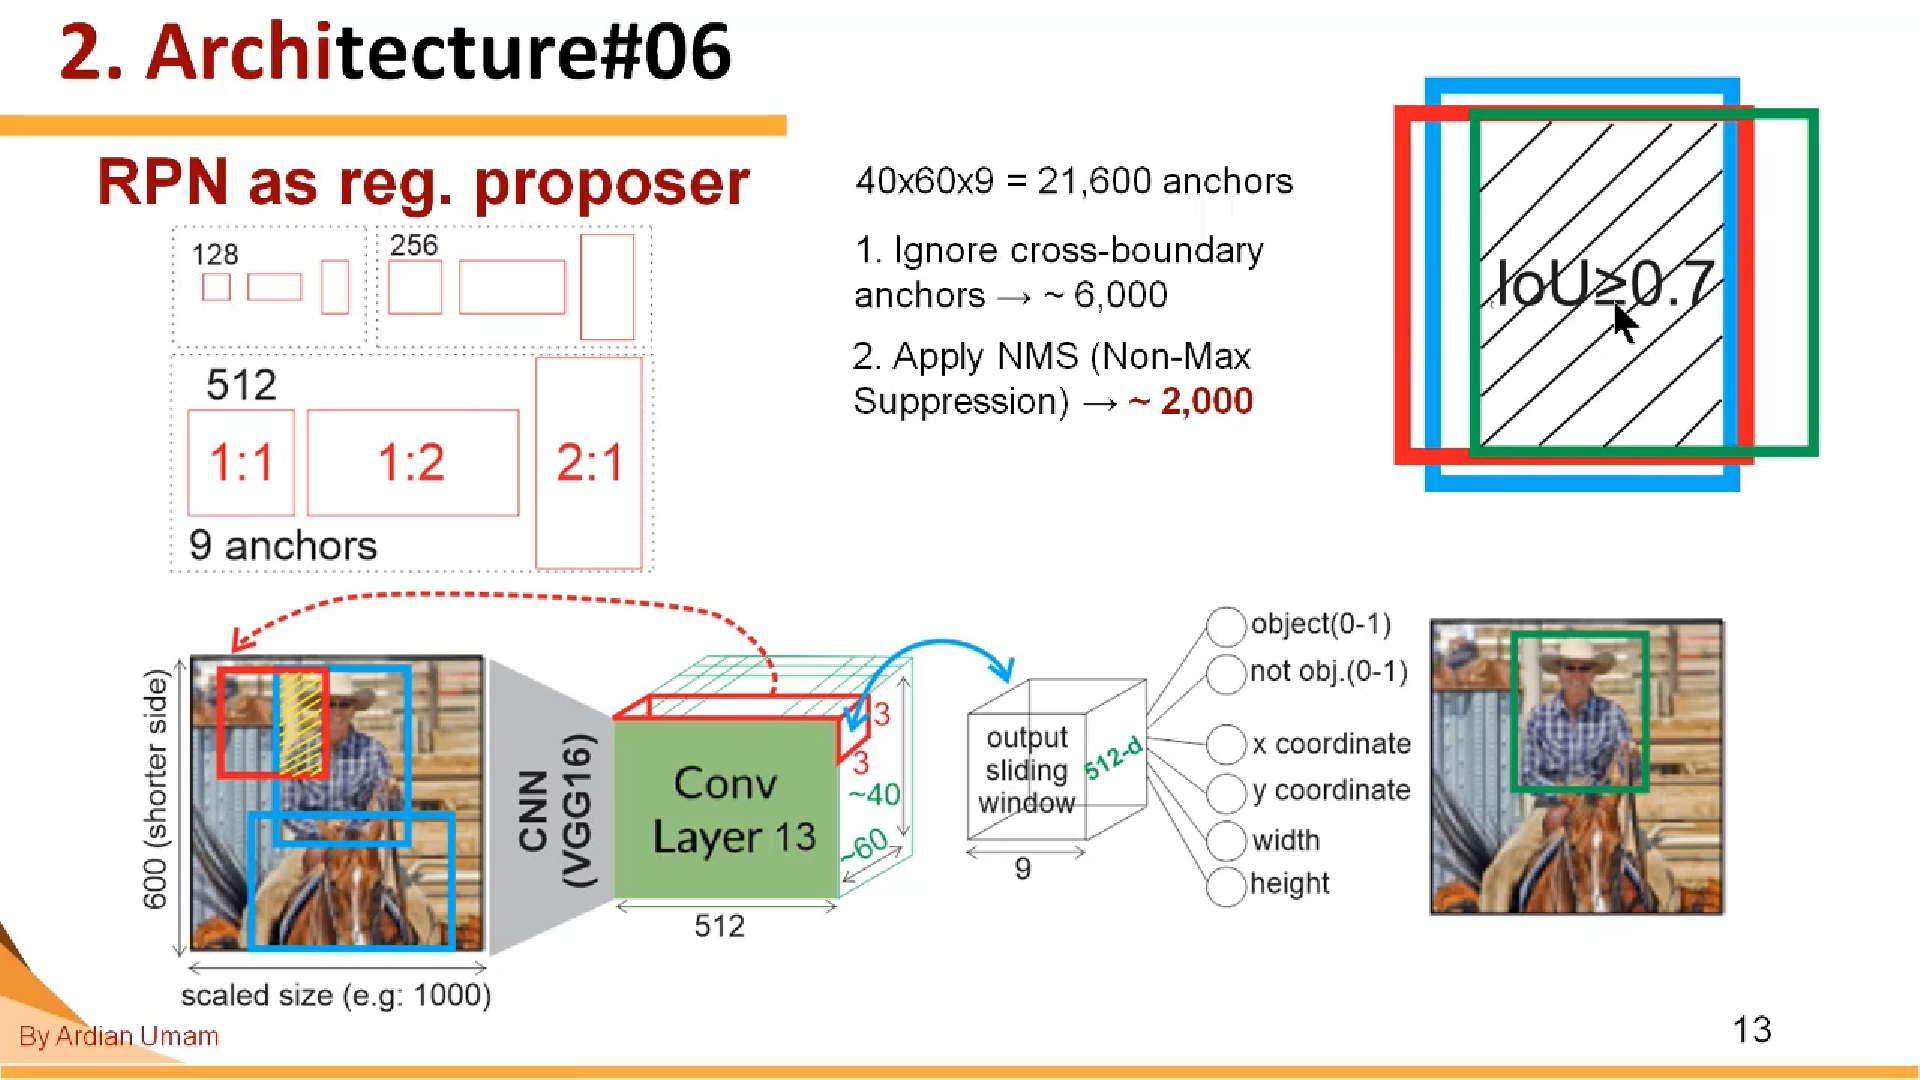 2. Architecture#06
RPN as reg. proposer
128
256
512
1:1
1:2
2:1
9 anchors
40x60x9 = 21,600 anchors
1. Ignore cross-boundary
anchors → ~ 6,000
2. Apply NMS (Non-Max
Suppression) → ~ 2,000
IoU≥0.7
600 (shorter side)
scaled size (e.g: 1000)
CNN
(VGG16)
Conv
Layer 13
512
3
3
~40
~60
output
sliding
window
512-d
9
object(0-1)
not obj.(0-1)
x coordinate
y coordinate
width
height
By Ardian Umam
13